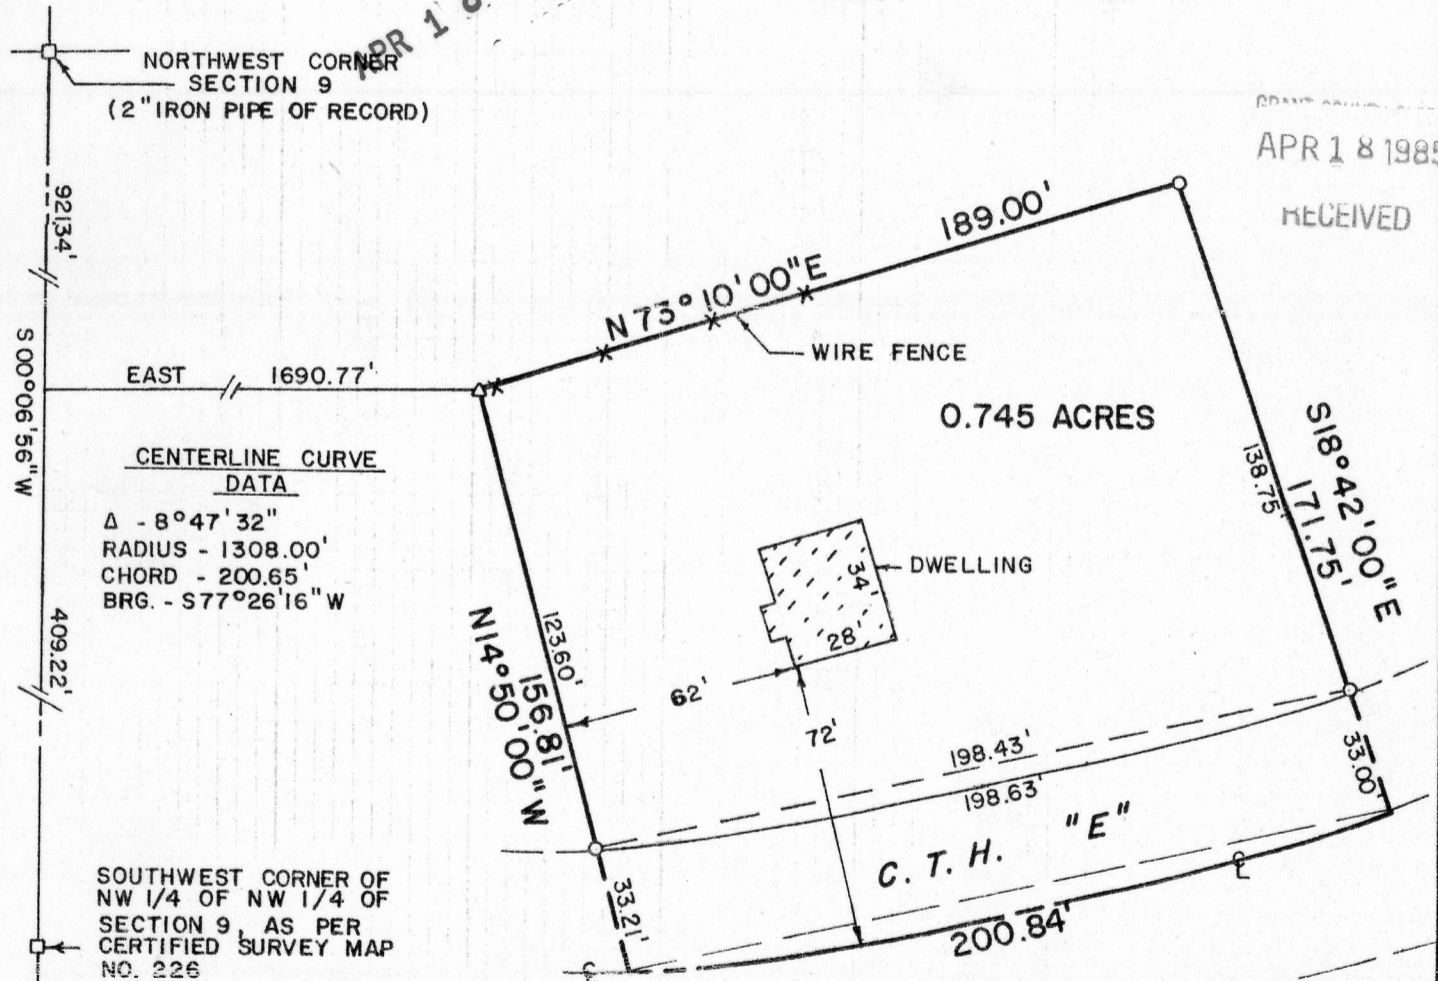 APR 1 8
NORTHWEST CORNER
SECTION 9
(2" IRON PIPE OF RECORD)
APR 1 8 1985
RECEIVED
921.34'
S 00°06'56" W
409.22'
EAST 1690.77'
N 73° 10' 00" E
189.00'
WIRE FENCE
0.745 ACRES
S18°42'00"E
171.75'
138.75'
33.00'
CENTERLINE CURVE
DATA
Δ - 8°47'32"
RADIUS - 1308.00'
CHORD - 200.65'
BRG. - S77°26'16" W
N14°50'00" W
156.81'
123.60'
33.21'
DWELLING
34'
28'
62'
72'
198.43'
198.63'
C. T. H. "E"
200.84'
SOUTHWEST CORNER OF
NW 1/4 OF NW 1/4 OF
SECTION 9, AS PER
CERTIFIED SURVEY MAP
NO. 226